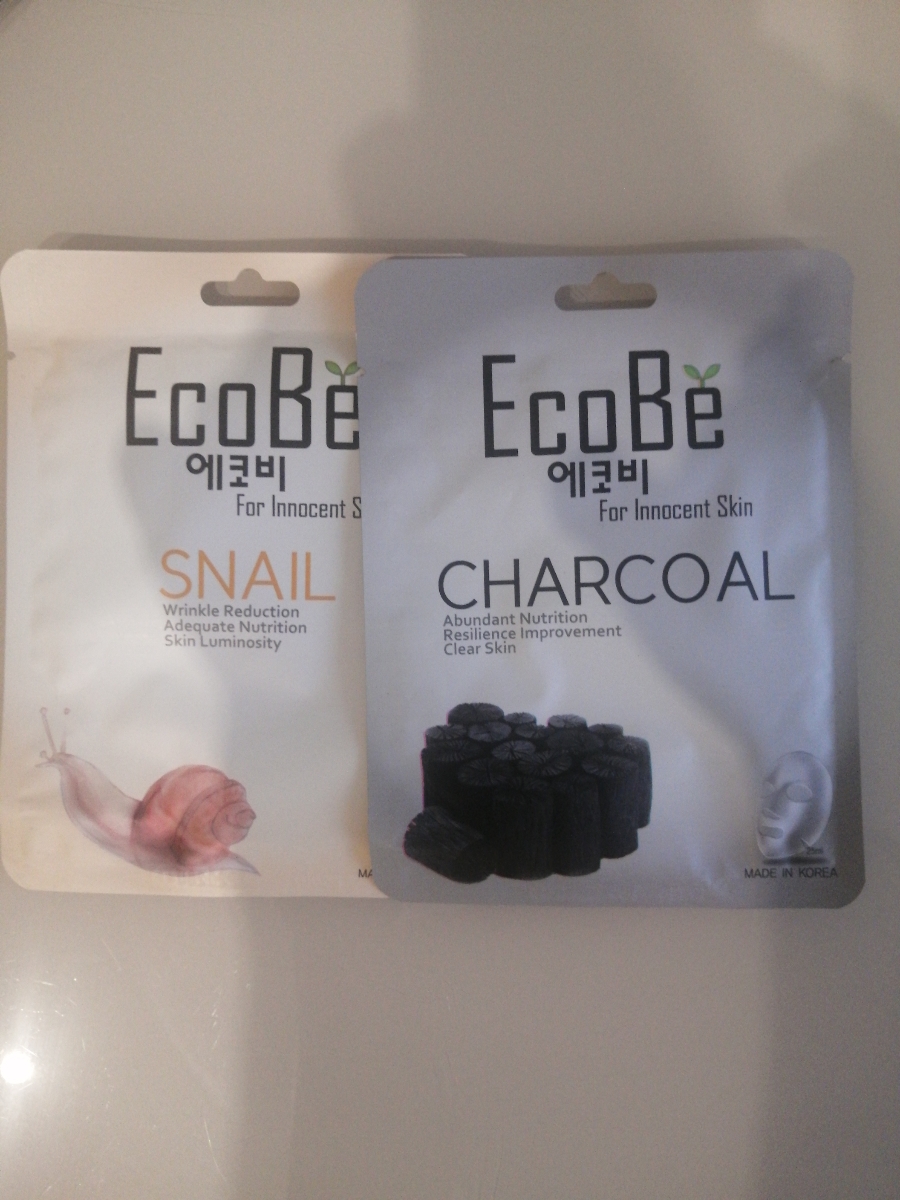 EcoBe
에코비
For Innocent S
SNAIL
Wrinkle Reduction
Adequate Nutrition
Skin Luminosity
MA
EcoBe
에코비
For Innocent Skin
CHARCOAL
Abundant Nutrition
Resilience Improvement
Clear Skin
MADE IN KOREA